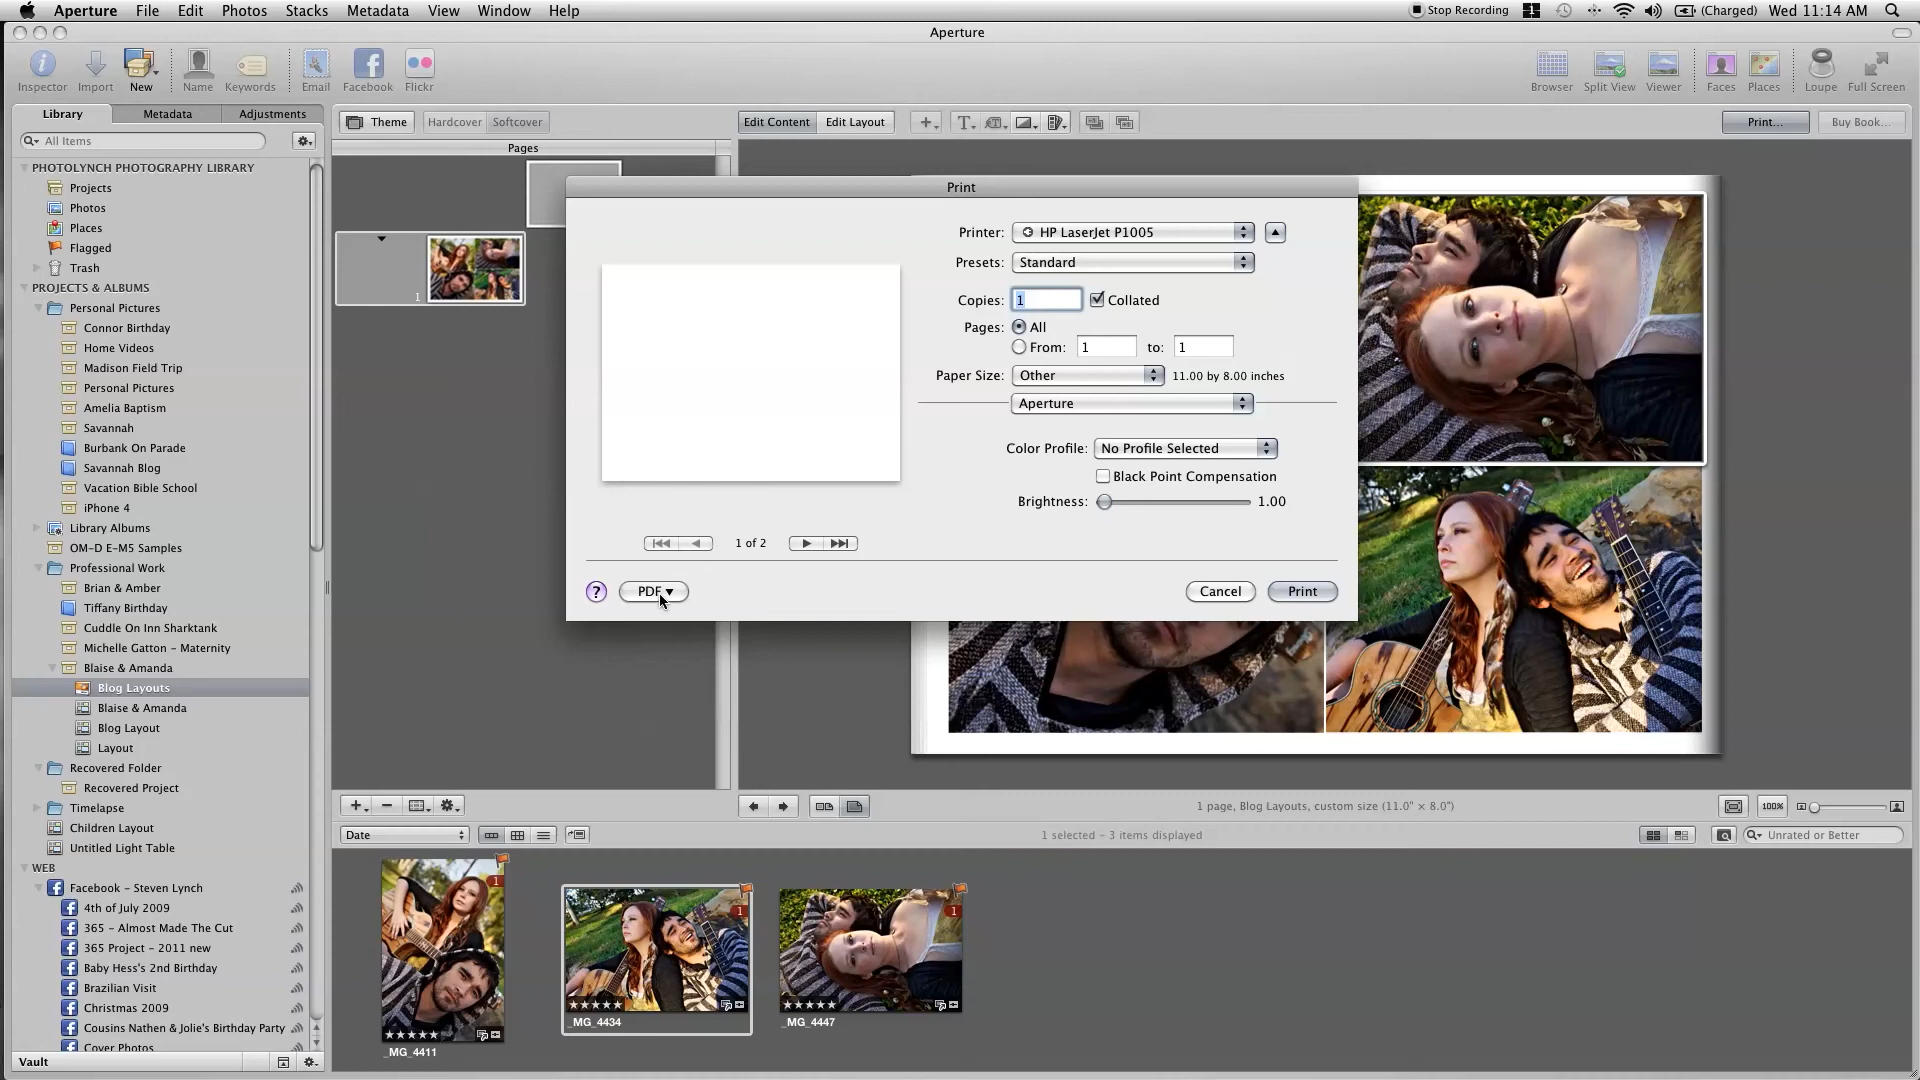 Aperture File Edit Photos Stacks Metadata View Window Help
Stop Recording 1 (Charged) Wed 11:14 AM
Aperture
Inspector Import New Name Keywords Email Facebook Flickr
Browser Split View Viewer Faces Places Loupe Full Screen
Library Metadata Adjustments
Theme Hardcover Softcover
Edit Content Edit Layout
Print... Buy Book...
All Items
Pages
PHOTOLYNCH PHOTOGRAPHY LIBRARY
Projects
Photos
Places
Flagged
Trash
PROJECTS & ALBUMS
Personal Pictures
Connor Birthday
Home Videos
Madison Field Trip
Personal Pictures
Amelia Baptism
Savannah
Burbank On Parade
Savannah Blog
Vacation Bible School
iPhone 4
Library Albums
OM-D E-M5 Samples
Professional Work
Brian & Amber
Tiffany Birthday
Cuddle On Inn Sharktank
Michelle Gatton - Maternity
Blaise & Amanda
Blog Layouts
Blaise & Amanda
Blog Layout
Layout
Recovered Folder
Recovered Project
Timelapse
Children Layout
Untitled Light Table
WEB
Facebook - Steven Lynch
4th of July 2009
365 - Almost Made The Cut
365 Project - 2011 new
Baby Hess's 2nd Birthday
Brazilian Visit
Christmas 2009
Cousins Nathen & Jolie's Birthday Party
Cover Photos
Vault
1
Print
Printer: HP LaserJet P1005
Presets: Standard
Copies: 1 Collated
Pages: All
From: 1 to: 1
Paper Size: Other 11.00 by 8.00 inches
Aperture
Color Profile: No Profile Selected
Black Point Compensation
Brightness: 1.00
1 of 2
? PDF Cancel Print
1 page, Blog Layouts, custom size (11.0" × 8.0")
100%
Date
1 selected - 3 items displayed
Unrated or Better
1
1
1
_MG_4411
_MG_4434
_MG_4447